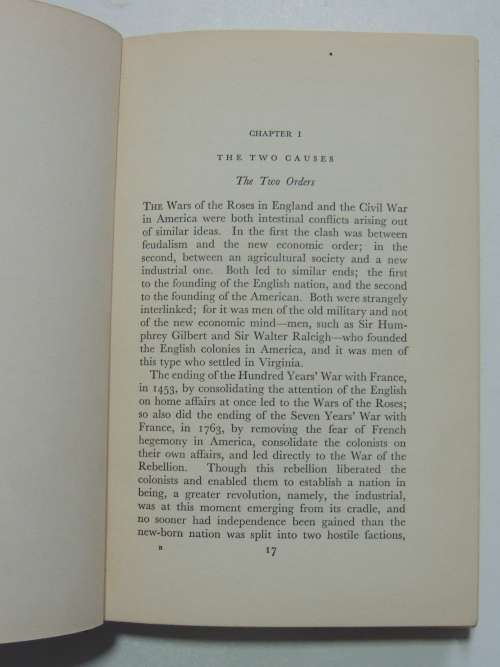 CHAPTER I
THE TWO CAUSES
The Two Orders
THE Wars of the Roses in England and the Civil War
in America were both intestinal conflicts arising out
of similar ideas. In the first the clash was between
feudalism and the new economic order; in the
second, between an agricultural society and a new
industrial one. Both led to similar ends; the first
to the founding of the English nation, and the second
to the founding of the American. Both were strangely
interlinked; for it was men of the old military and not
of the new economic mind—men, such as Sir Hum-
phrey Gilbert and Sir Walter Raleigh—who founded
the English colonies in America, and it was men of
this type who settled in Virginia.
The ending of the Hundred Years' War with France,
in 1453, by consolidating the attention of the English
on home affairs at once led to the Wars of the Roses;
so also did the ending of the Seven Years' War with
France, in 1763, by removing the fear of French
hegemony in America, consolidate the colonists on
their own affairs, and led directly to the War of the
Rebellion. Though this rebellion liberated the
colonists and enabled them to establish a nation in
being, a greater revolution, namely, the industrial,
was at this moment emerging from its cradle, and
no sooner had independence been gained than the
new-born nation was split into two hostile factions,
B 17